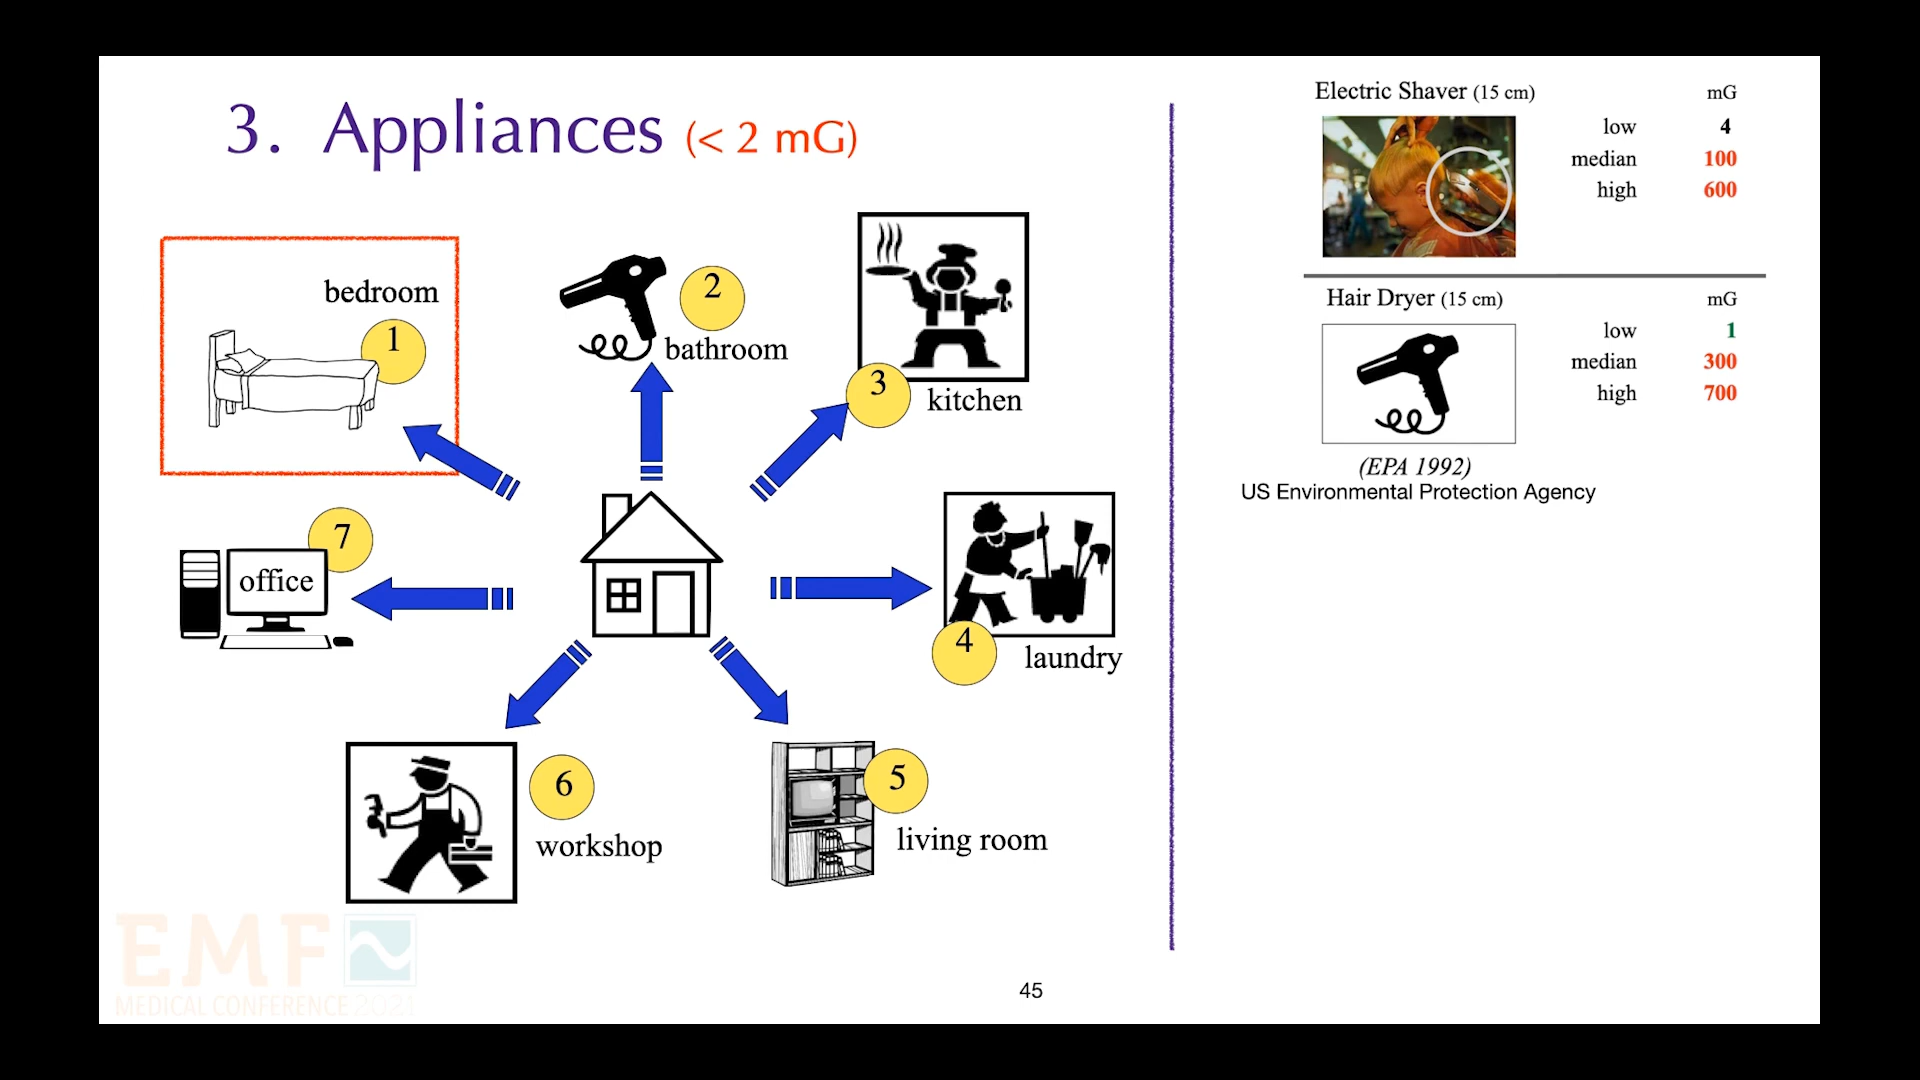 3. Appliances (< 2 mG)
bedroom
1
2
bathroom
3
kitchen
7
office
4
laundry
6
workshop
5
living room
Electric Shaver (15 cm) mG
low 4
median 100
high 600
Hair Dryer (15 cm) mG
low 1
median 300
high 700
(EPA 1992)
US Environmental Protection Agency
EMF
MEDICAL CONFERENCE 2021
45